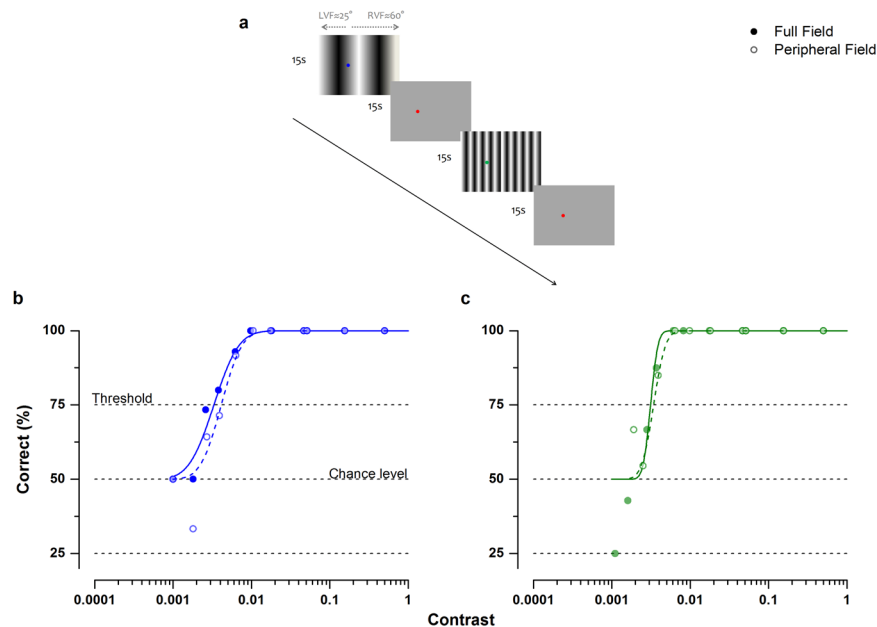 a
LVF≈25° RVF≈60°
15s
15s
15s
15s
Full Field
Peripheral Field
b
c
100
75
50
25
Threshold
Chance level
Correct (%)
0.0001 0.001 0.01 0.1 1
100
75
50
25
0.0001 0.001 0.01 0.1 1
Contrast